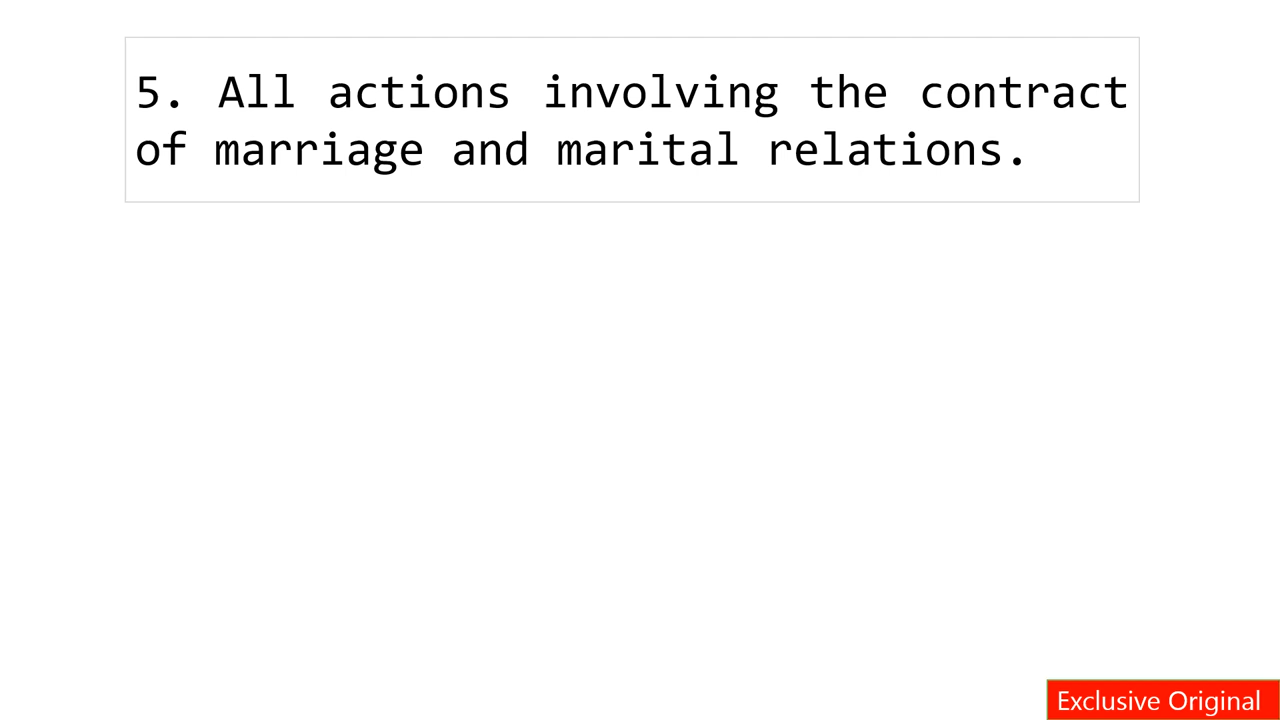 5. All actions involving the contract
of marriage and marital relations.
Exclusive Original